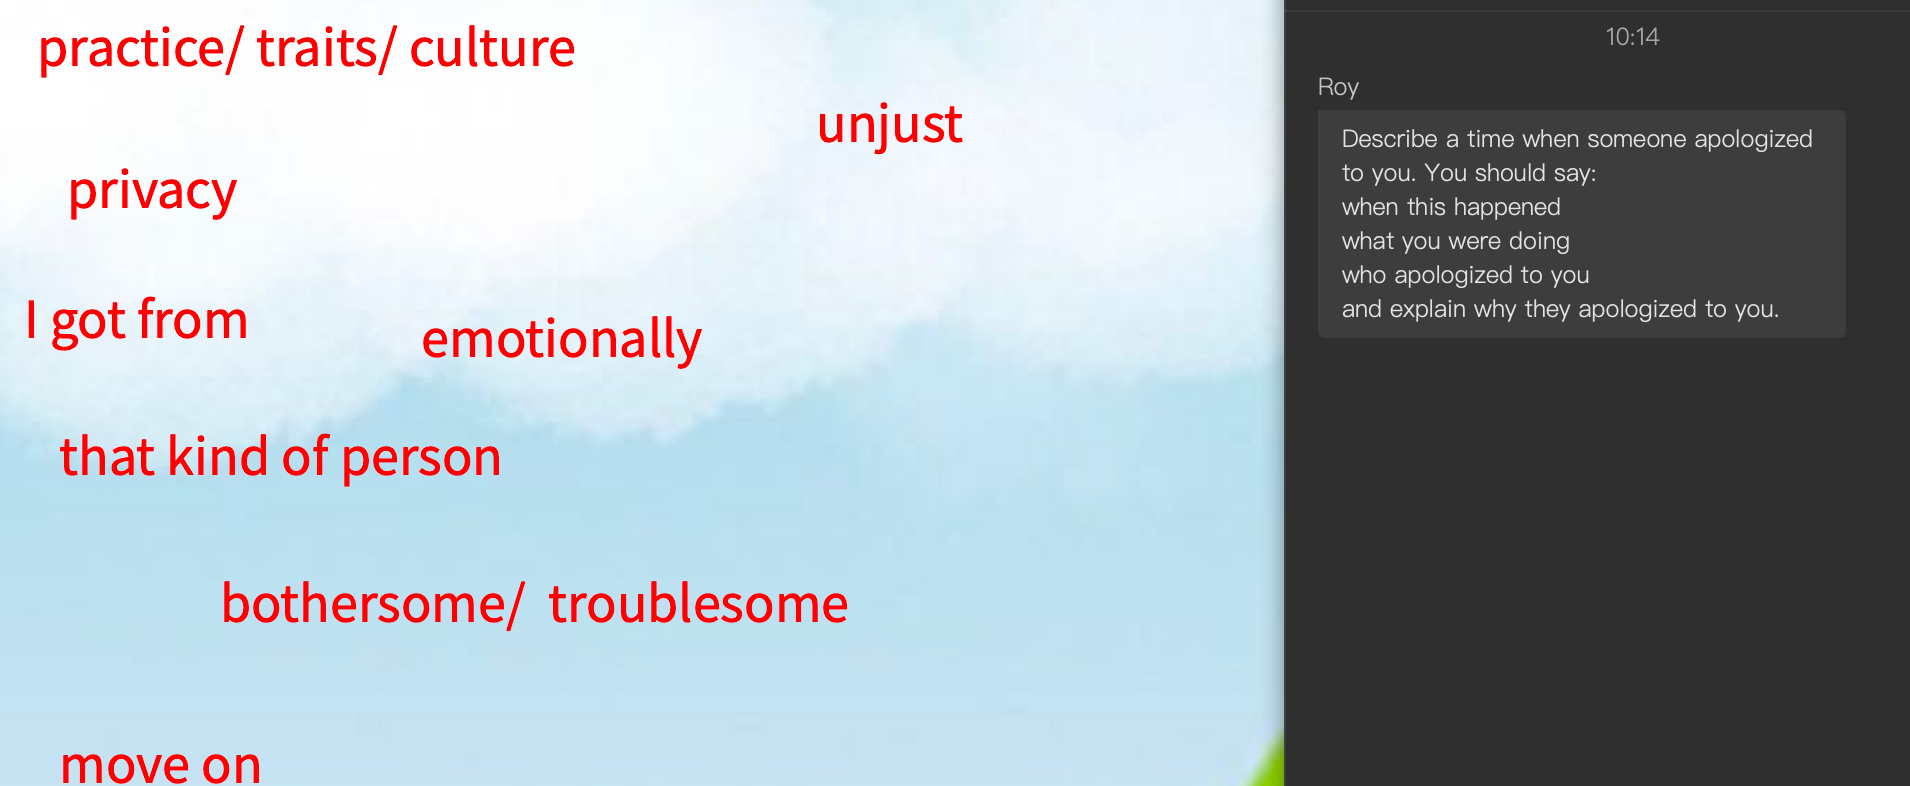 practice/ traits/ culture
unjust
privacy
I got from
emotionally
that kind of person
bothersome/ troublesome
move on
10:14
Roy
Describe a time when someone apologized
to you. You should say:
when this happened
what you were doing
who apologized to you
and explain why they apologized to you.